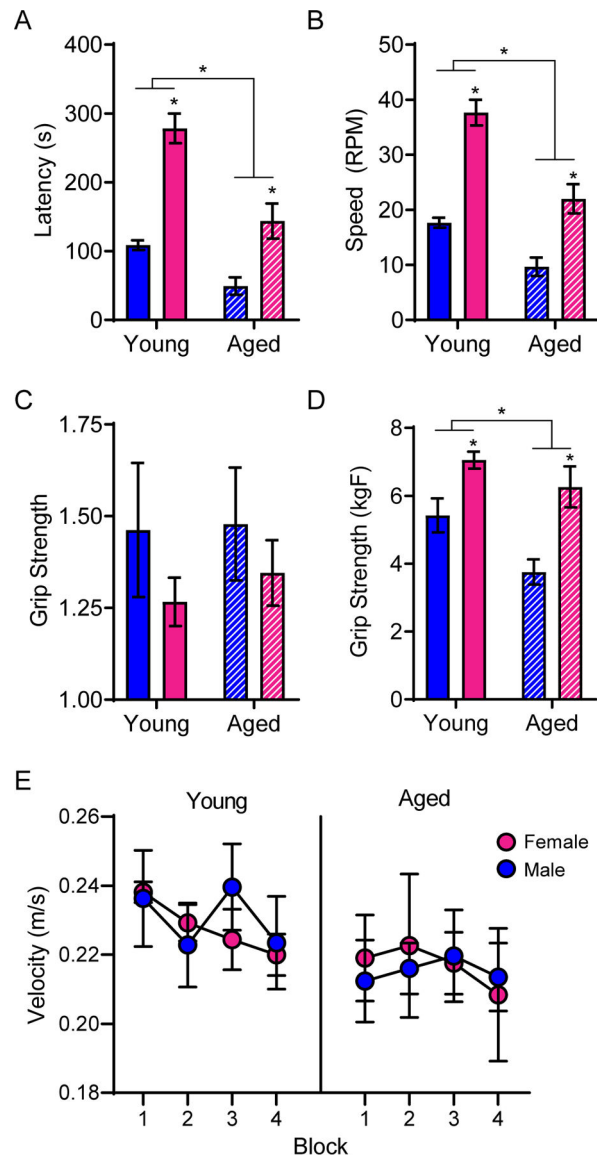 A
Latency (s)
400
300
200
100
0
*
*
*
Young
Aged
B
Speed (RPM)
50
40
30
20
10
0
*
*
*
Young
Aged
C
Grip Strength
1.75
1.50
1.25
1.00
Young
Aged
D
Grip Strength (kgF)
8
6
4
2
0
*
*
*
Young
Aged
E
Young
Aged
Velocity (m/s)
0.26
0.24
0.22
0.20
0.18
Female
Male
1 2 3 4
1 2 3 4
Block